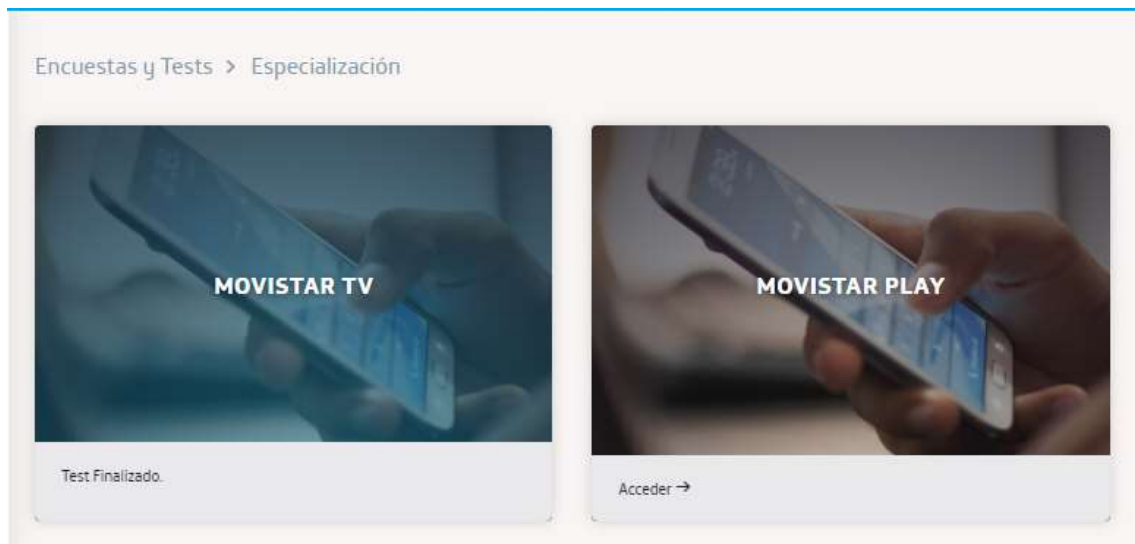 Encuestas y Tests > Especialización
MOVISTAR TV
MOVISTAR PLAY
Test Finalizado.
Acceder →